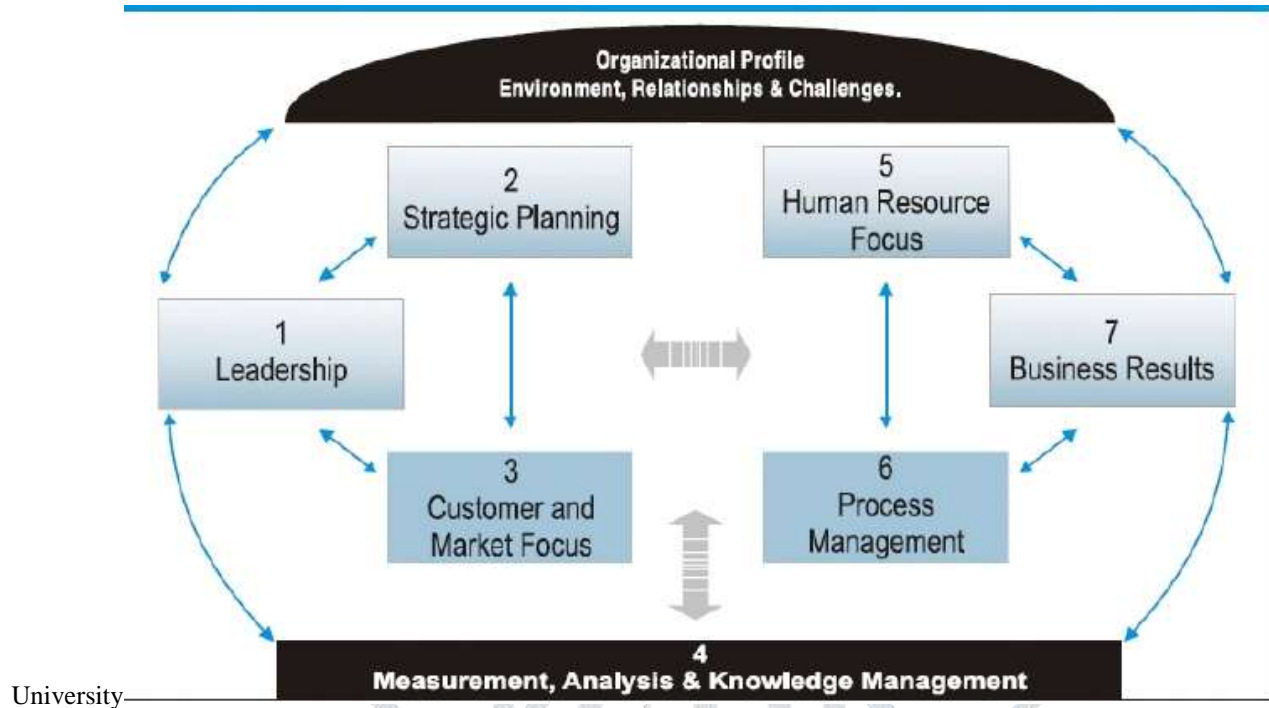 Organizational Profile
Environment, Relationships & Challenges.
2
Strategic Planning
5
Human Resource
Focus
1
Leadership
7
Business Results
3
Customer and
Market Focus
6
Process
Management
4
Measurement, Analysis & Knowledge Management
University